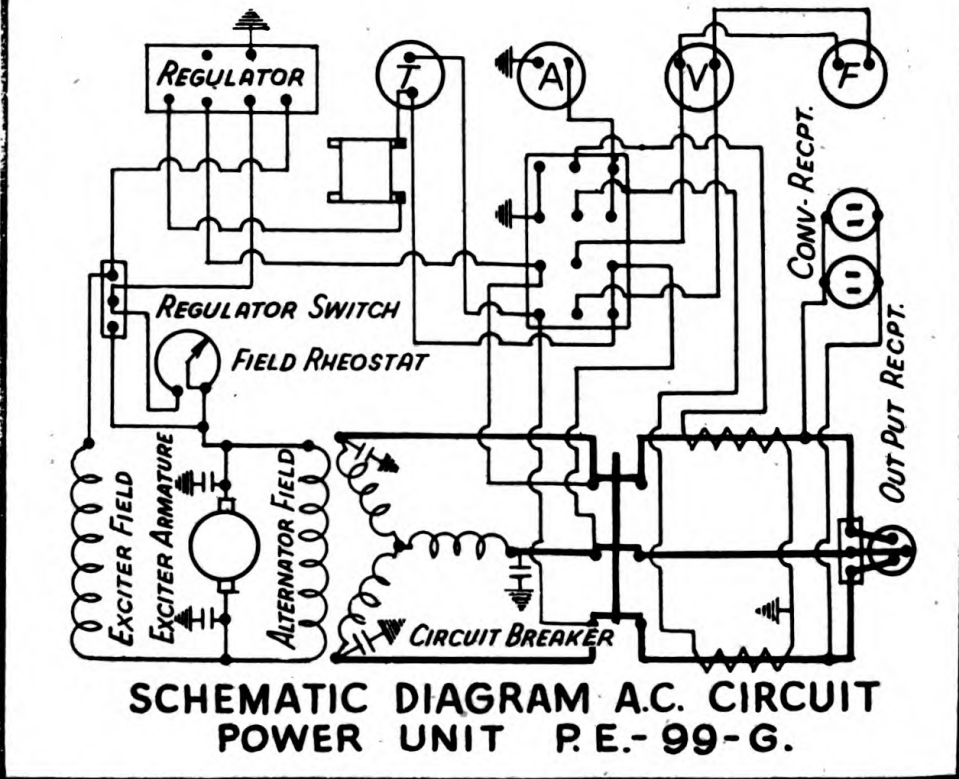 REGULATOR
T
A
V
F
CONV-RECPT.
REGULATOR SWITCH
FIELD RHEOSTAT
OUT PUT RECPT.
EXCITER FIELD
EXCITER ARMATURE
ALTERNATOR FIELD
CIRCUIT BREAKER
SCHEMATIC DIAGRAM A.C. CIRCUIT
POWER UNIT P.E.-99-G.